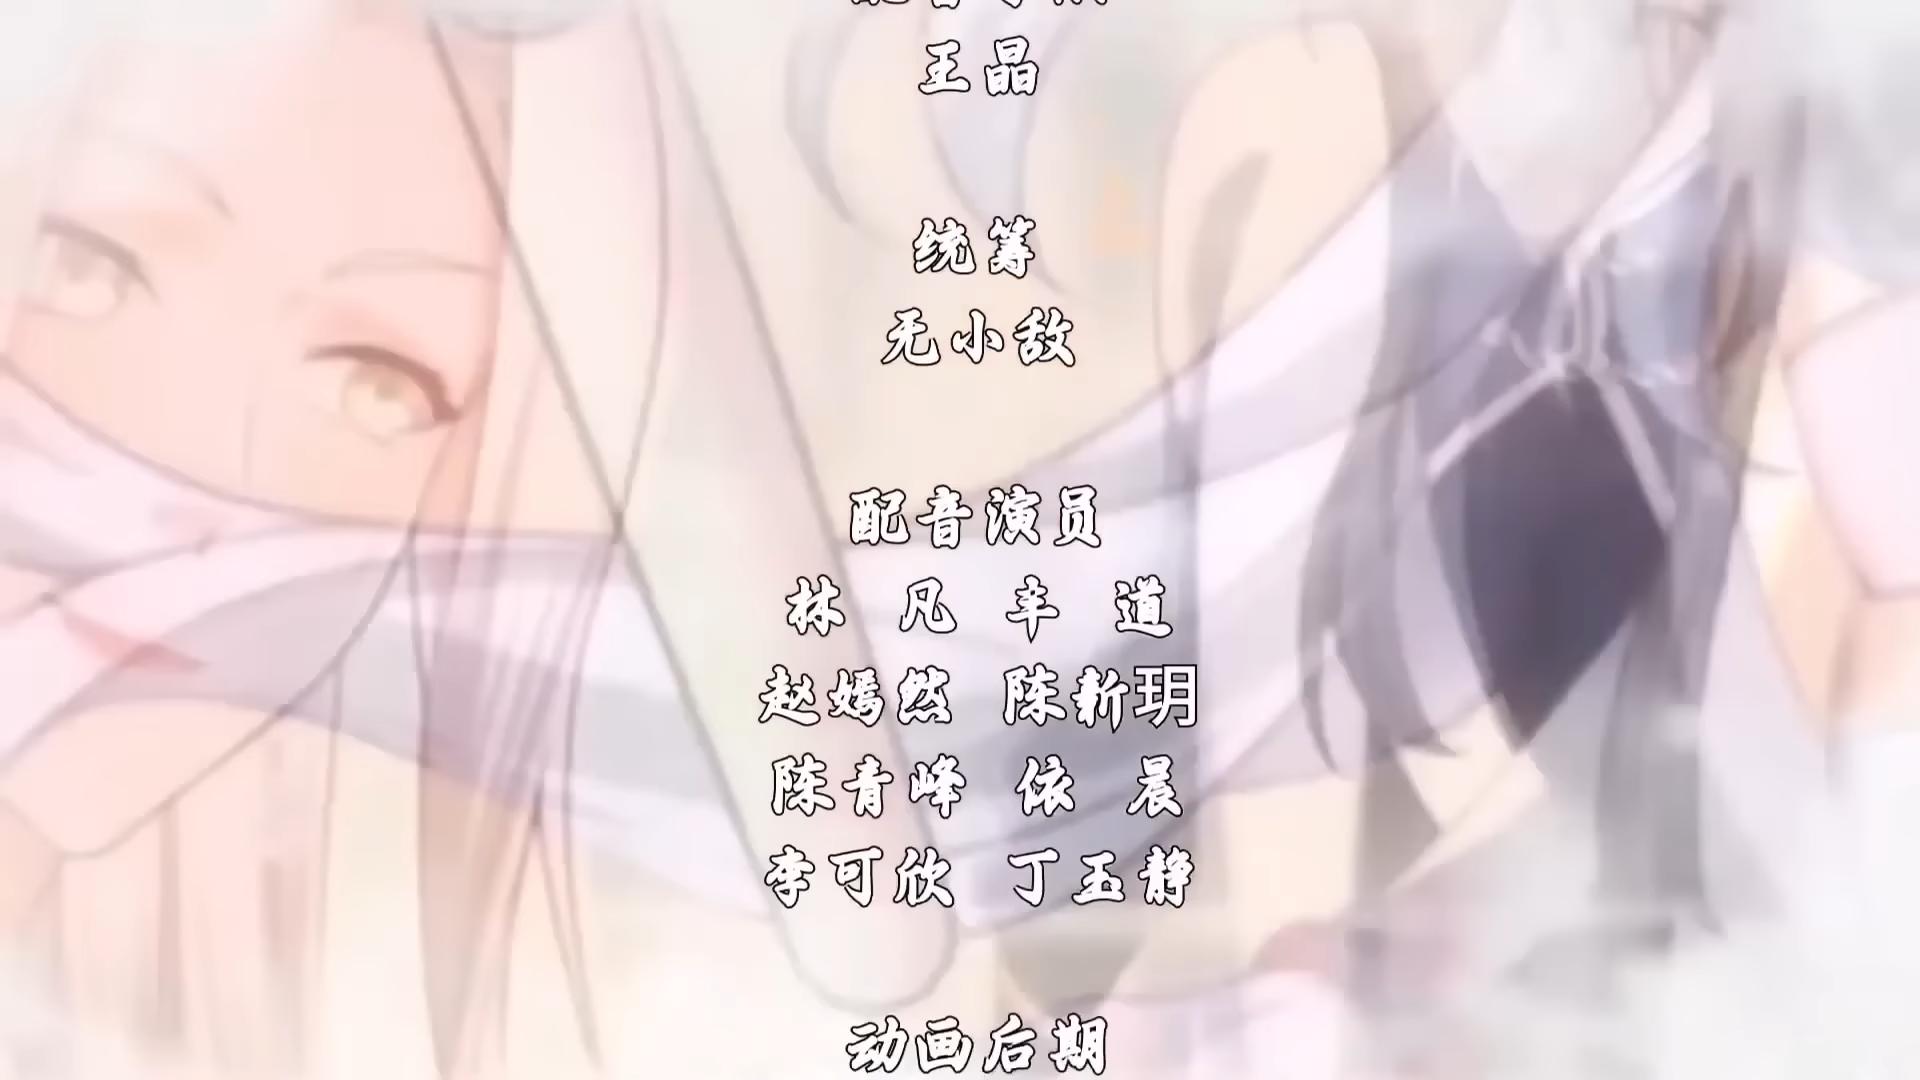 王晶
统筹
无小敌
配音演员
林 凡 辛 道
赵嫣然 陈新玥
陈青峰 依 晨
李可欣 丁玉静
动画后期